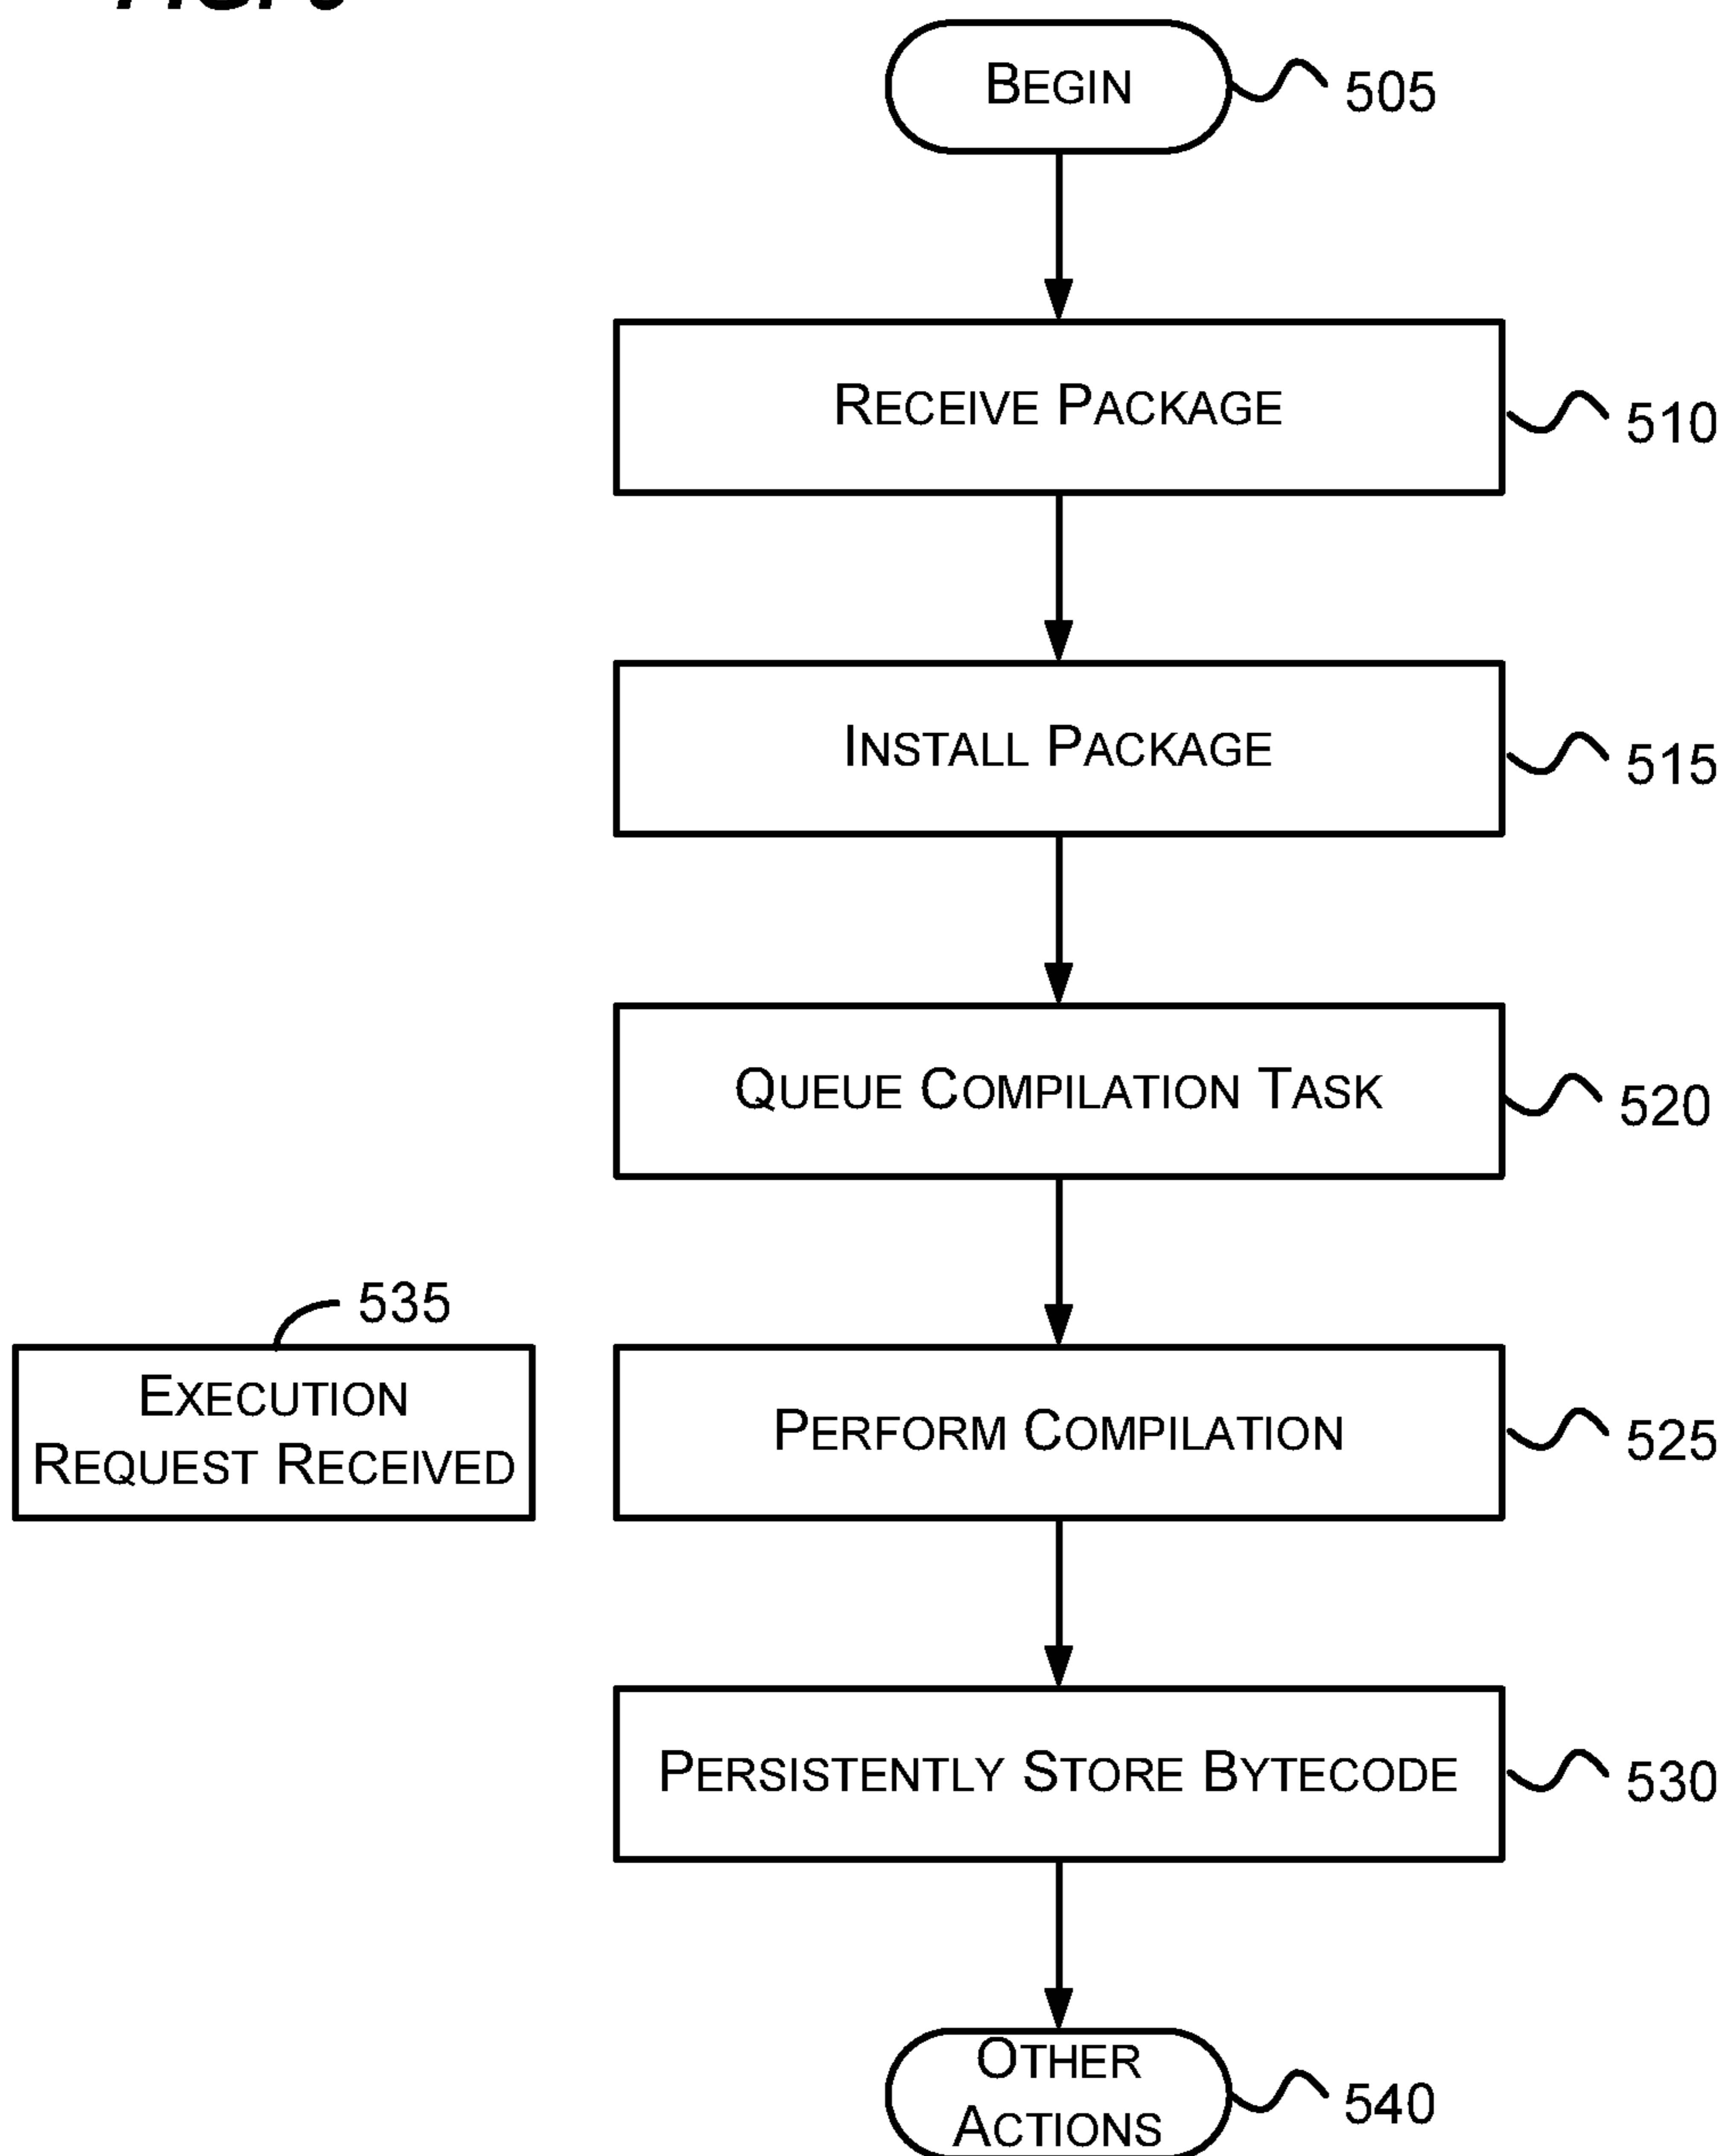 BEGIN
505
RECEIVE PACKAGE
510
INSTALL PACKAGE
515
QUEUE COMPILATION TASK
520
535
EXECUTION
REQUEST RECEIVED
PERFORM COMPILATION
525
PERSISTENTLY STORE BYTECODE
530
OTHER
ACTIONS
540